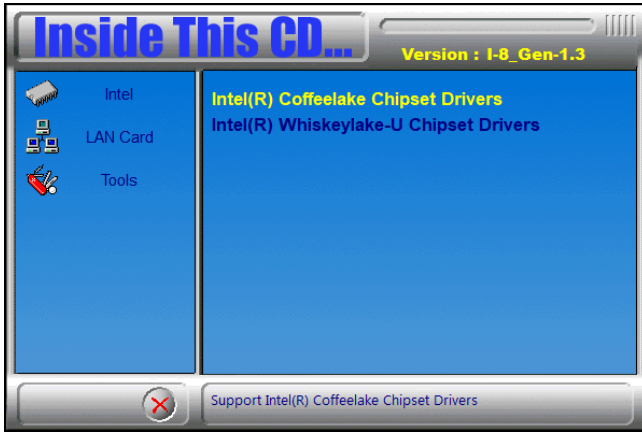 Inside This CD...
Version : I-8_Gen-1.3
Intel
LAN Card
Tools
Intel(R) Coffeelake Chipset Drivers
Intel(R) Whiskeylake-U Chipset Drivers
Support Intel(R) Coffeelake Chipset Drivers